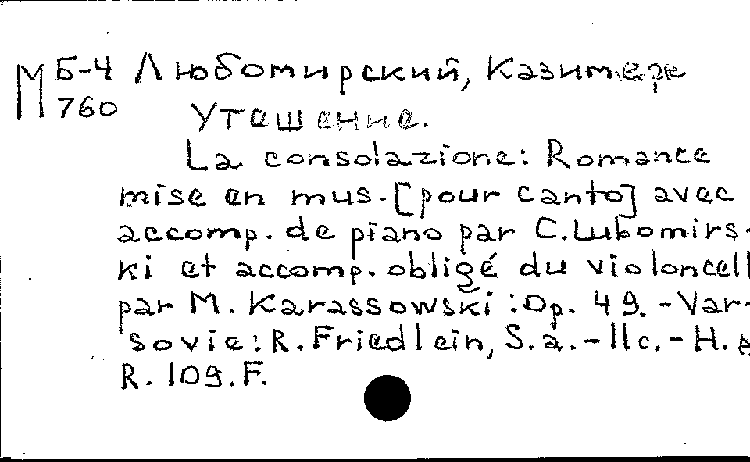 М Б-4 Любомирский, Казимерж
760 Утешение.
La consolazione: Romance
mise en mus. [pour canto] avec
accomp. de piano par C. Lubomirs-
ki et accomp. obligé du violoncell
par M. Karassowski: Op. 49. - Var-
sovie: R. Friedlein, S.a. - 11c. - H.
R. 109. F.